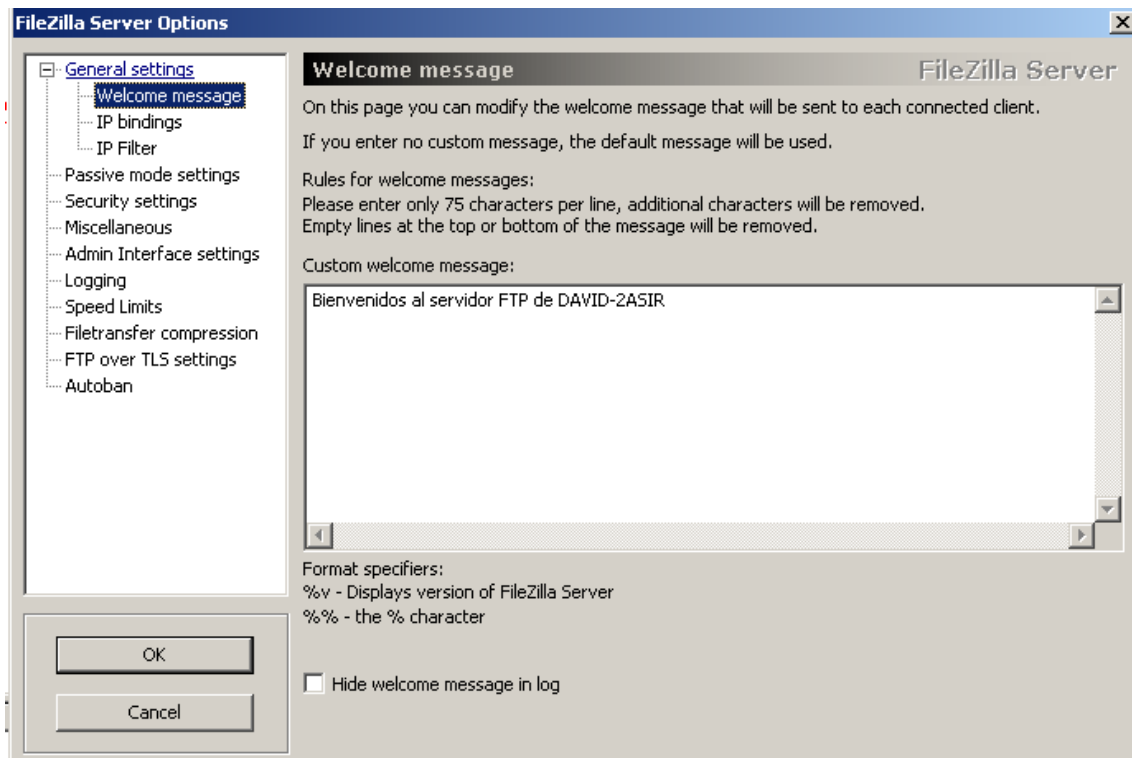 FileZilla Server Options
General settings
Welcome message
IP bindings
IP Filter
Passive mode settings
Security settings
Miscellaneous
Admin Interface settings
Logging
Speed Limits
Filetransfer compression
FTP over TLS settings
Autoban
OK
Cancel
Welcome message
FileZilla Server
On this page you can modify the welcome message that will be sent to each connected client.
If you enter no custom message, the default message will be used.
Rules for welcome messages:
Please enter only 75 characters per line, additional characters will be removed.
Empty lines at the top or bottom of the message will be removed.
Custom welcome message:
Bienvenidos al servidor FTP de DAVID-2ASIR
Format specifiers:
%v - Displays version of FileZilla Server
%% - the % character
Hide welcome message in log